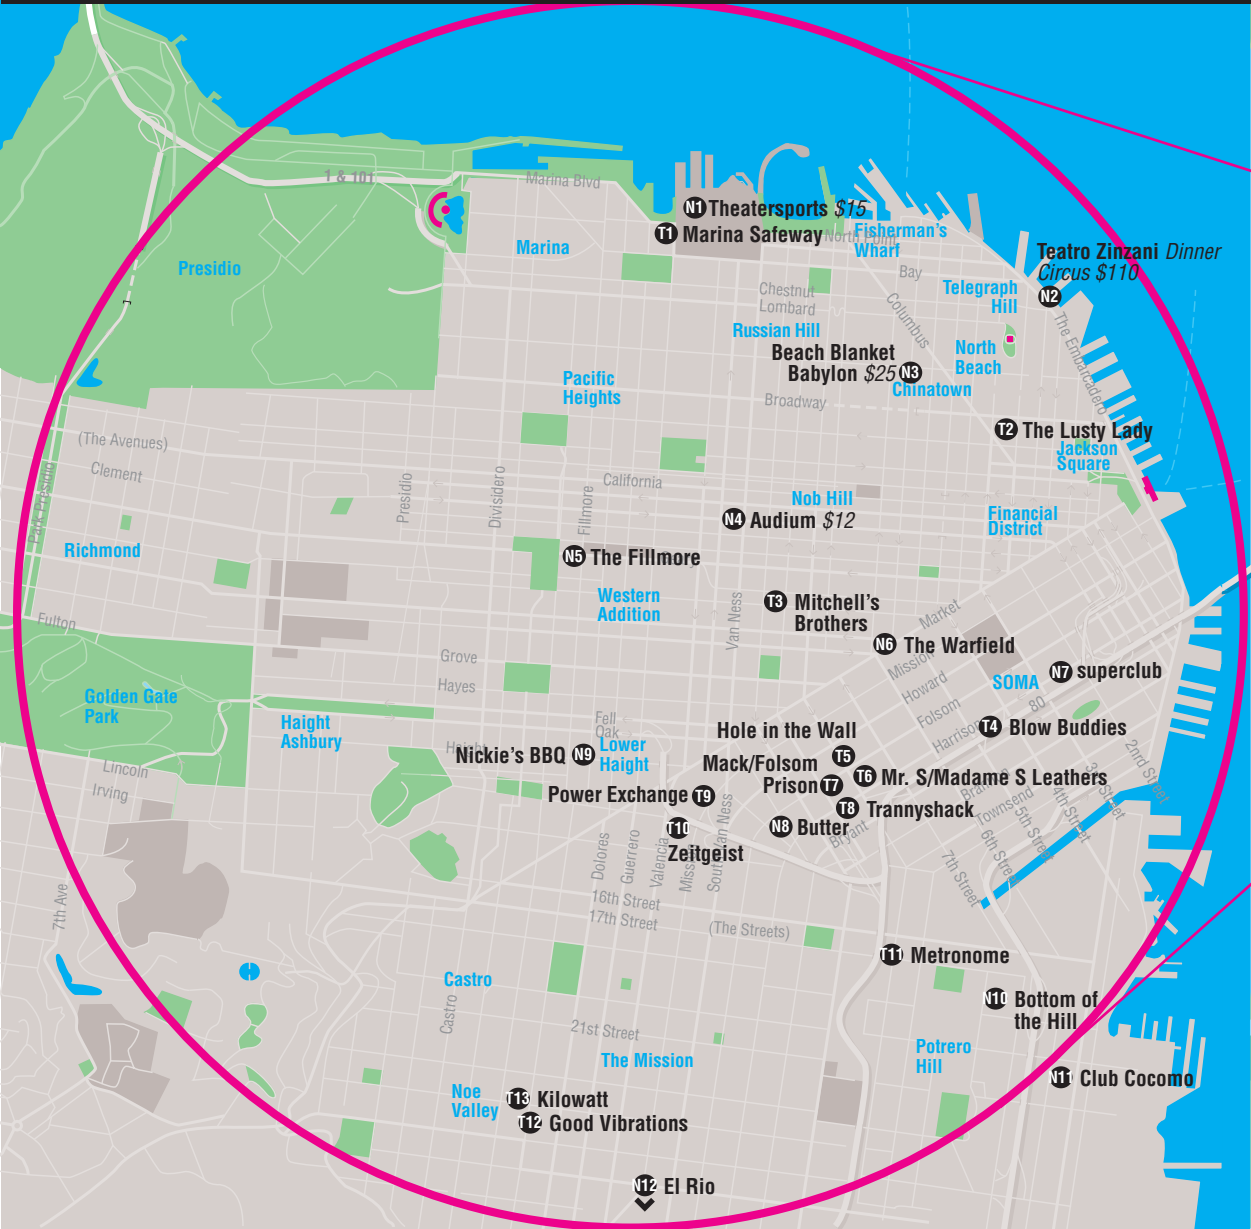 1 & 101
Marina Blvd
N1 Theatersports $15
T1 Marina Safeway
North Point
Fisherman's
Wharf
Marina
Presidio
Bay
Teatro Zinzani Dinner
Circus $110
N2
Telegraph
Hill
Chestnut
Lombard
Columbus
The Embarcadero
Russian Hill
North
Beach
Beach Blanket
Babylon $25 N3
Chinatown
Pacific
Heights
Broadway
T2 The Lusty Lady
Jackson
Square
(The Avenues)
Clement
Park Presidio
Presidio
Divisidero
Fillmore
California
Nob Hill
N4 Audium $12
Financial
District
Richmond
N5 The Fillmore
Western
Addition
Van Ness
T3 Mitchell's
Brothers
Market
Fulton
N6 The Warfield
Mission
Howard
Folsom
Harrison
Grove
Hayes
SOMA
N7 superclub
80
Golden Gate
Park
Haight
Ashbury
Fell
Oak
Haight
Nickie's BBQ N9
Lower
Haight
Hole in the Wall
T5
T4 Blow Buddies
Mack/Folsom
Prison T7
T6 Mr. S/Madame S Leathers
2nrd Street
3rd Street
4th Street
5th Street
6th Street
7th Street
Brannan
Townsend
Lincoln
Irving
Power Exchange T9
T8 Trannyshack
N8 Butter
Bryant
T10
Zeitgeist
Dolores
Guerrero
Valencia
Mission
South Van Ness
7th Ave
16th Street
17th Street
(The Streets)
T11 Metronome
Castro
Castro
N10 Bottom of
the Hill
21st Street
The Mission
Potrero
Hill
N11 Club Cocomo
Noe
Valley
T13 Kilowatt
T12 Good Vibrations
N12 El Rio